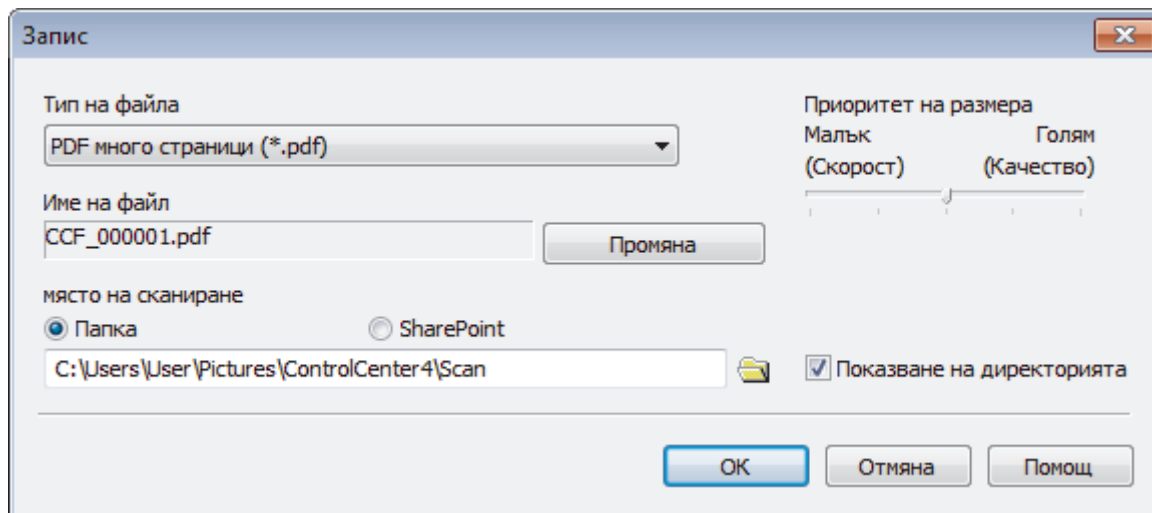 Запис
Тип на файла
PDF много страници (*.pdf)
Приоритет на размера
Малък Голям
(Скорост) (Качество)
Име на файл
CCF_000001.pdf
Промяна
място на сканиране
Папка SharePoint
C:\Users\User\Pictures\ControlCenter4\Scan
Показване на директорията
OK Отмяна Помощ